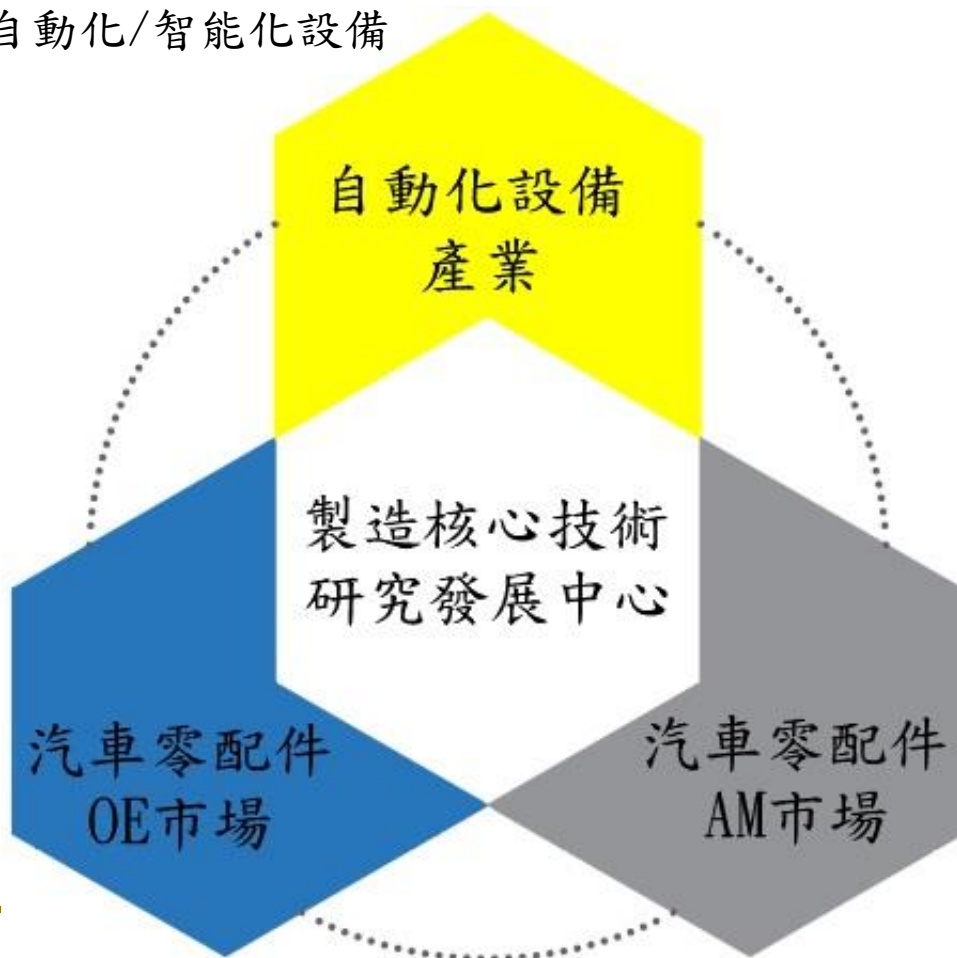 自動化/智能化設備
自動化設備
產業
製造核心技術
研究發展中心
汽車零配件
OE市場
汽車零配件
AM市場